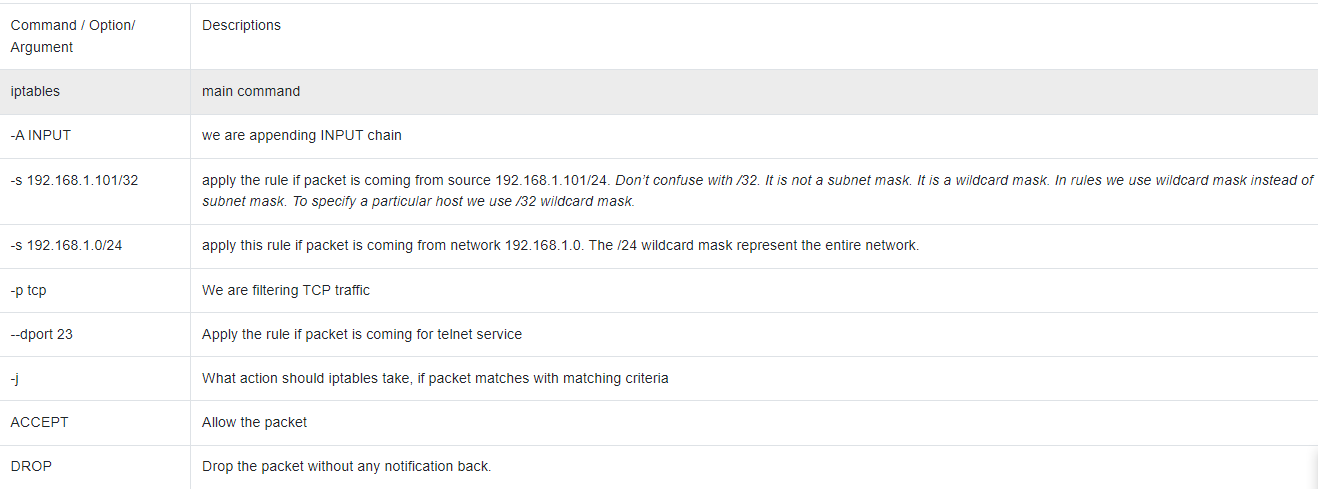 Command / Option/ Descriptions
Argument
iptables main command
-A INPUT we are appending INPUT chain
-s 192.168.1.101/32 apply the rule if packet is coming from source 192.168.1.101/24. Don’t confuse with /32. It is not a subnet mask. It is a wildcard mask. In rules we use wildcard mask instead of
subnet mask. To specify a particular host we use /32 wildcard mask.
-s 192.168.1.0/24 apply this rule if packet is coming from network 192.168.1.0. The /24 wildcard mask represent the entire network.
-p tcp We are filtering TCP traffic
--dport 23 Apply the rule if packet is coming for telnet service
-j What action should iptables take, if packet matches with matching criteria
ACCEPT Allow the packet
DROP Drop the packet without any notification back.